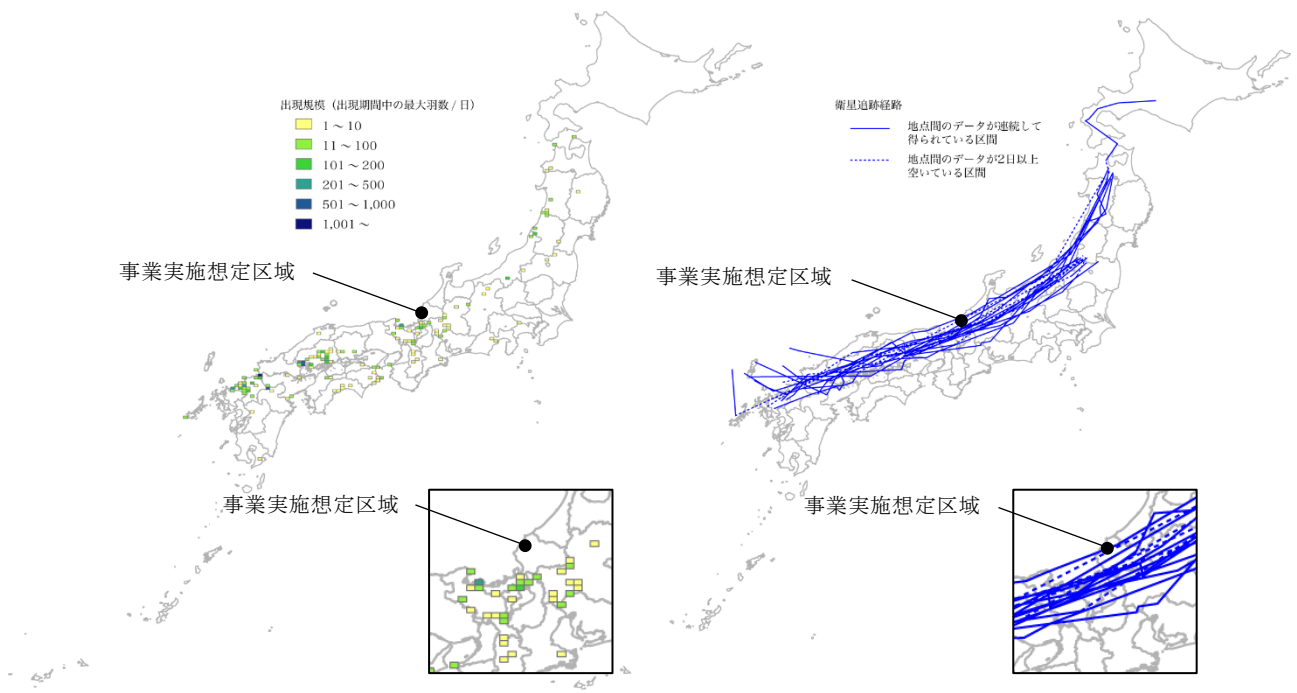 出現規模（出現期間中の最大羽数 / 日）
1 ～ 10
11 ～ 100
101 ～ 200
201 ～ 500
501 ～ 1,000
1,001 ～
事業実施想定区域
事業実施想定区域
衛星追跡経路
地点間のデータが連続して
得られている区間
地点間のデータが2日以上
空いている区間
事業実施想定区域
事業実施想定区域